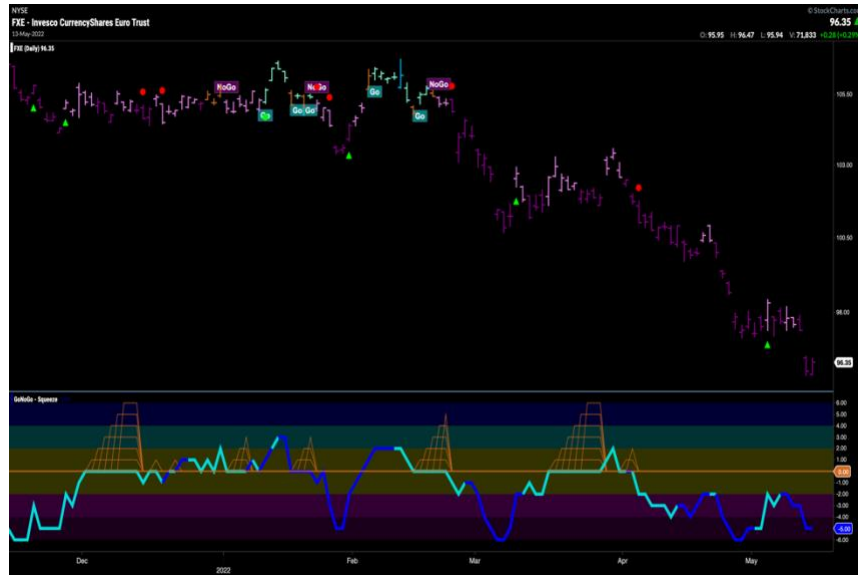 NYSE
© StockCharts.com
FXE - Invesco CurrencyShares Euro Trust
96.35
13-May-2022
O: 95.95 H: 96.47 L: 95.94 V: 71,833 +0.28 (+0.29%
FXE (Daily) 96.35
NoGo NoGo NoGo
Go Go Go Go Go
105.50
103.00
100.50
98.00
96.35
GoNoGo - Squeeze
6.00
5.00
4.00
3.00
2.00
1.00
0.00
-1.00
-2.00
-3.00
-4.00
-5.00
-6.00
Dec Feb Mar Apr May
2022